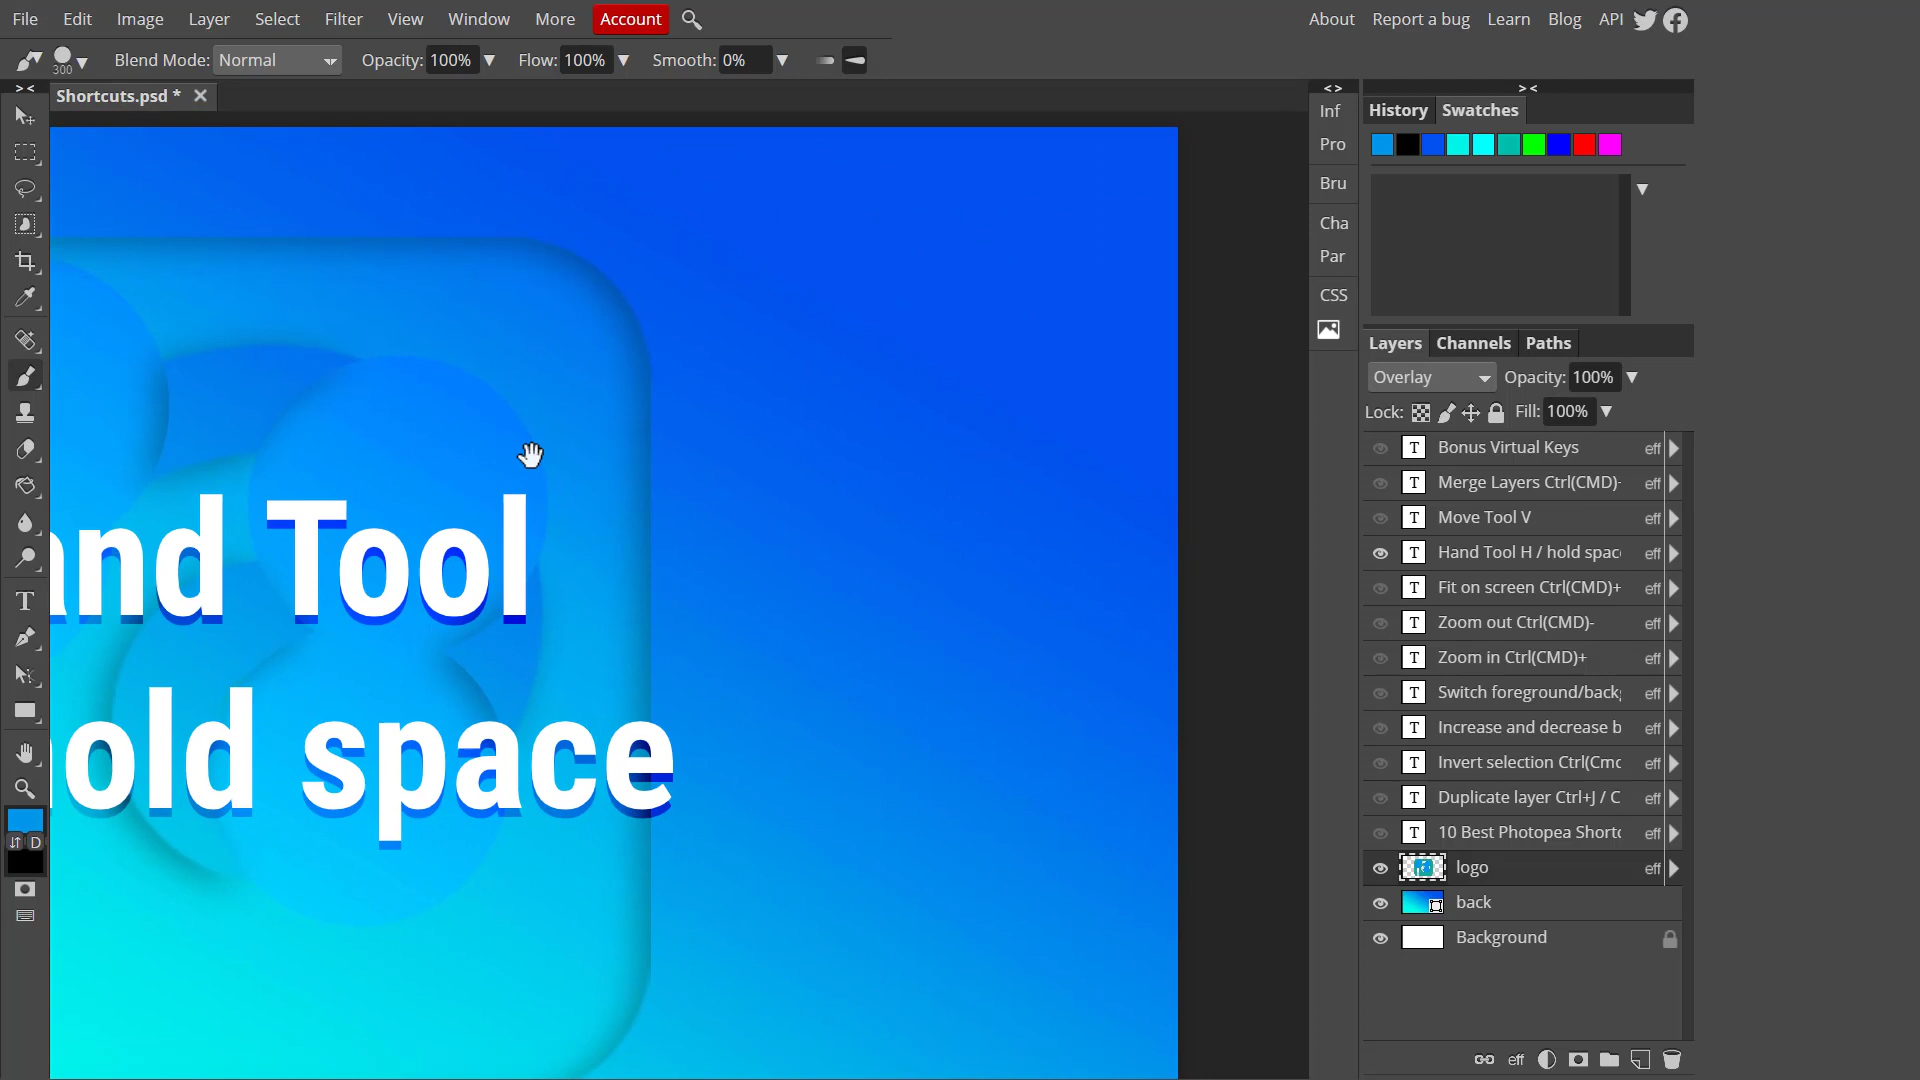 File Edit Image Layer Select Filter View Window More Account About Report a bug Learn Blog API
300 Blend Mode: Normal Opacity: 100% Flow: 100% Smooth: 0%
> < < > > <
Shortcuts.psd * Inf History Swatches
Pro
Bru
Cha
Par
CSS
Layers Channels Paths
Overlay Opacity: 100%
Lock: Fill: 100%
Bonus Virtual Keys eff
Merge Layers Ctrl(CMD)- eff
Move Tool V eff
Hand Tool H / hold spac eff
Fit on screen Ctrl(CMD)+ eff
Zoom out Ctrl(CMD)- eff
Zoom in Ctrl(CMD)+ eff
Switch foreground/back eff
Increase and decrease b eff
Invert selection Ctrl(Cmc eff
Duplicate layer Ctrl+J / C eff
10 Best Photopea Shortc eff
logo eff
back
Background
eff
and Tool
hold space
D